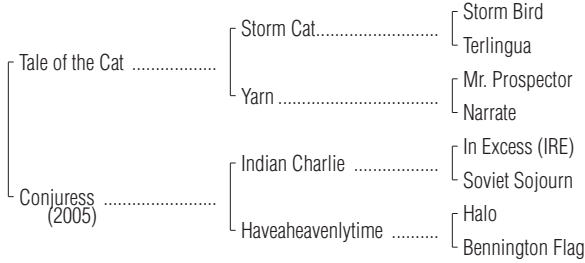 Storm Bird
Storm Cat........................
Terlingua
Tale of the Cat .................
Mr. Prospector
Yarn ................................
Narrate
In Excess (IRE)
Indian Charlie .................
Soviet Sojourn
Conjuress ......................
(2005)
Halo
Haveaheavenlytime ..........
Bennington Flag